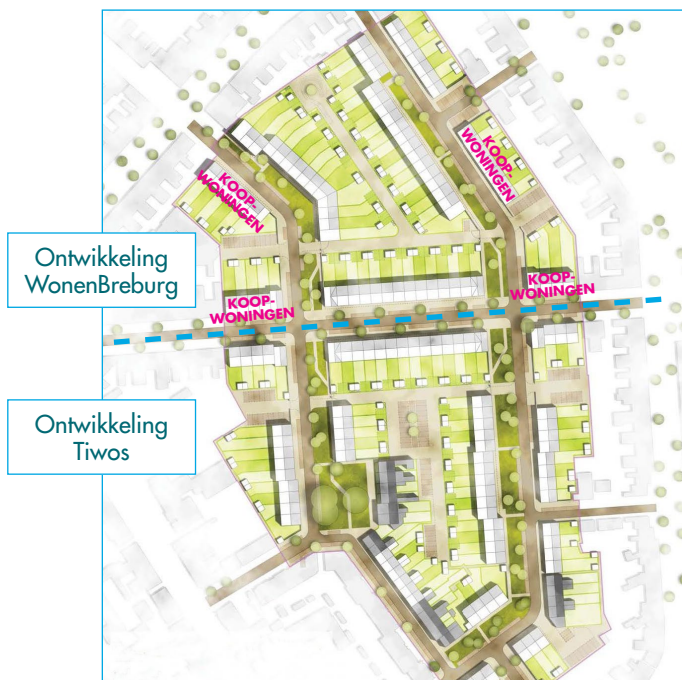 KOOP-
WONINGEN
KOOP-
WONINGEN
Ontwikkeling
WonenBreburg
KOOP-
WONINGEN
KOOP-
WONINGEN
Ontwikkeling
Tiwos